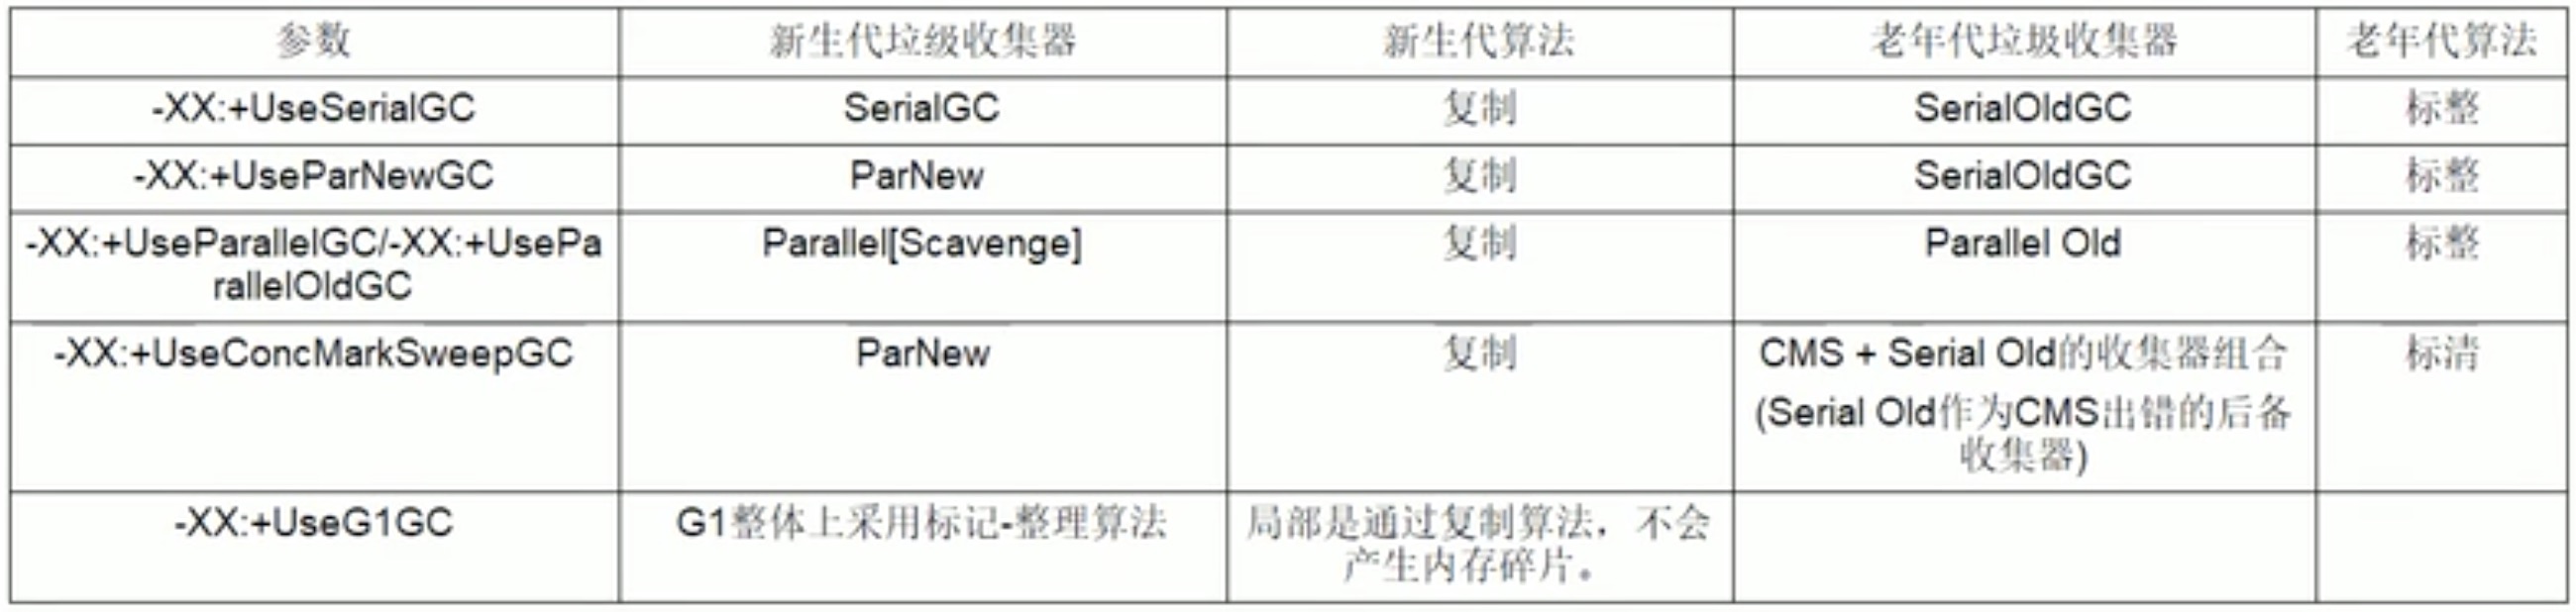 参数 新生代垃级收集器 新生代算法 老年代垃圾收集器 老年代算法
-XX:+UseSerialGC SerialGC 复制 SerialOldGC 标整
-XX:+UseParNewGC ParNew 复制 SerialOldGC 标整
-XX:+UseParallelGC/-XX:+UsePa Parallel[Scavenge] 复制 Parallel Old 标整
rallelOldGC
-XX:+UseConcMarkSweepGC ParNew 复制 CMS + Serial Old的收集器组合 标清
(Serial Old作为CMS出错的后备
收集器)
-XX:+UseG1GC G1整体上采用标记-整理算法 局部是通过复制算法，不会
产生内存碎片。